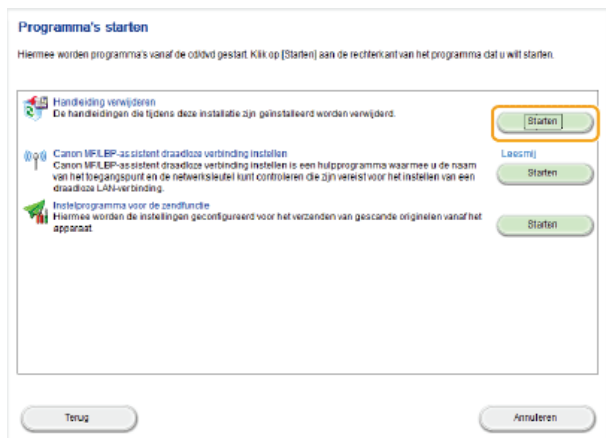 Programma's starten
Hiermee worden programma's vanaf de cd/dvd gestart. Klik op [Starten] aan de rechterkant van het programma dat u wilt starten.
Handleiding verwijderen
De handleidingen die tijdens deze installatie zijn geïnstalleerd worden verwijderd.
Starten
Canon MF/LBP-assistent draadloze verbinding instellen
Leesmij
Canon MF/LBP-assistent draadloze verbinding instellen is een hulpprogramma waarmee u de naam
van het toegangspunt en de netwerksleutel kunt controleren die zijn vereist voor het instellen van een
draadloze LAN-verbinding.
Starten
Instelprogramma voor de zendfunctie
Hiermee worden de instellingen geconfigureerd voor het verzenden van gescande originelen vanaf het
apparaat.
Starten
Terug
Annuleren